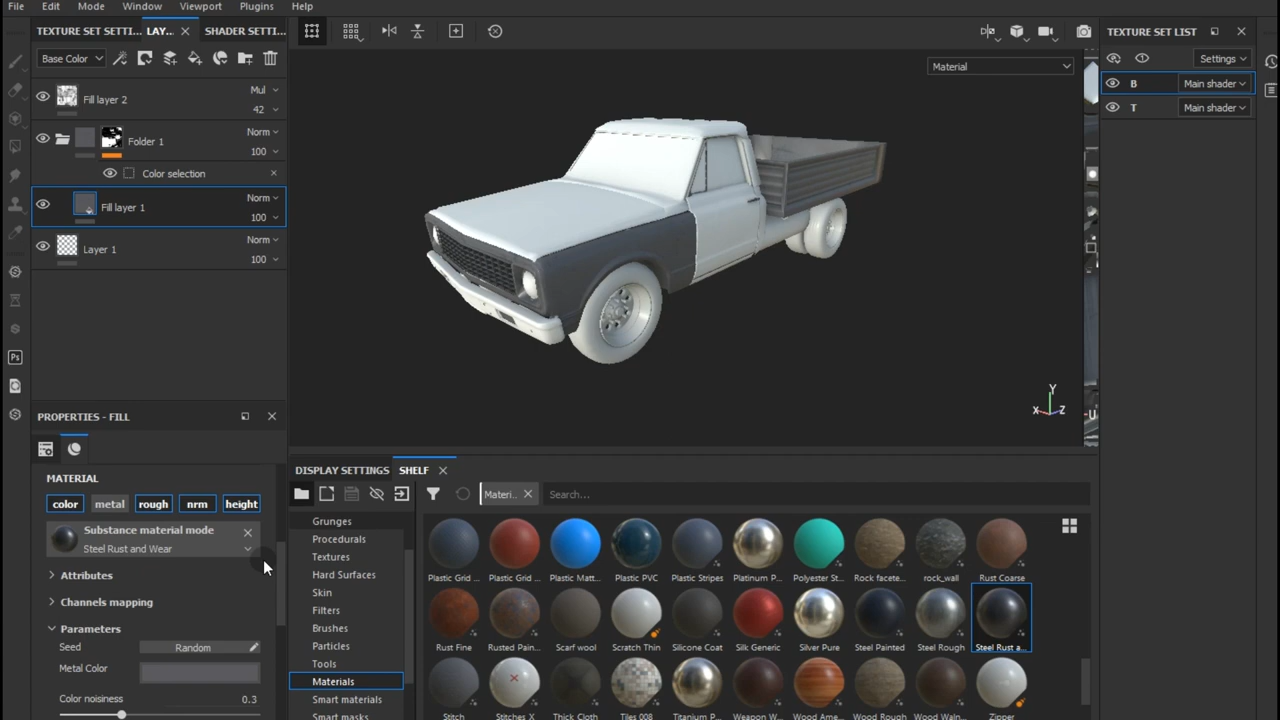 File Edit Mode Window Viewport Plugins Help
TEXTURE SET SETTI... LAY... SHADER SETTI...
Base Color
Fill layer 2
Mul
42
Folder 1
Norm
100
Color selection
Fill layer 1
Norm
100
Layer 1
Norm
100
Ps
PROPERTIES - FILL
MATERIAL
color metal rough nrm height
Substance material mode
Steel Rust and Wear
Attributes
Channels mapping
Parameters
Seed Random
Metal Color
Color noisiness 0.3
Material
Y
X Z
U
DISPLAY SETTINGS SHELF
Materi.. Search...
Grunges
Procedurals
Textures
Hard Surfaces
Skin
Filters
Brushes
Particles
Tools
Materials
Smart materials
Smart masks
Plastic Grid ... Plastic Grid ... Plastic Matt... Plastic PVC Plastic Stripes Platinum P... Polyester St... Rock facete... rock_wall Rust Coarse
Rust Fine Rusted Pain... Scarf wool Scratch Thin Silicone Coat Silk Generic Silver Pure Steel Painted Steel Rough Steel Rust a...
Stitch Stitches X Thick Cloth Tiles 008 Titanium P... Weapon W... Wood Ame... Wood Rough Wood Waln... Zipper
TEXTURE SET LIST
Settings
B Main shader
T Main shader